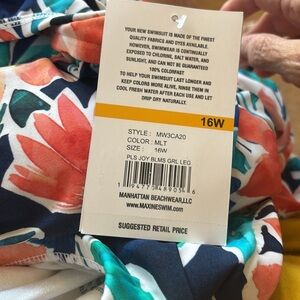 YOUR NEW SWIMSUIT IS MADE OF THE FINEST
QUALITY FABRICS AND DYES AVAILABLE.
HOWEVER, SWIMWEAR IS CONTINUALLY
EXPOSED TO CHLORINE, SALT WATER, AND
SUNLIGHT, AND CAN NOT BE GUARANTEED
100% COLORFAST
TO HELP YOUR SWIMSUIT LAST LONGER AND
KEEP COLORS MORE ALIVE, RINSE THEM IN
COOL FRESH WATER AFTER EACH USE AND LET
DRIP DRY NATURALLY.
16W
STYLE : MW3CA20
COLOR : MLT
SIZE : 16W
PLS JOY BLMS GRL LEG
1 94775 48905 6
MANHATTAN BEACHWEAR,LLC
WWW.MAXINESWIM.COM
SUGGESTED RETAIL PRICE